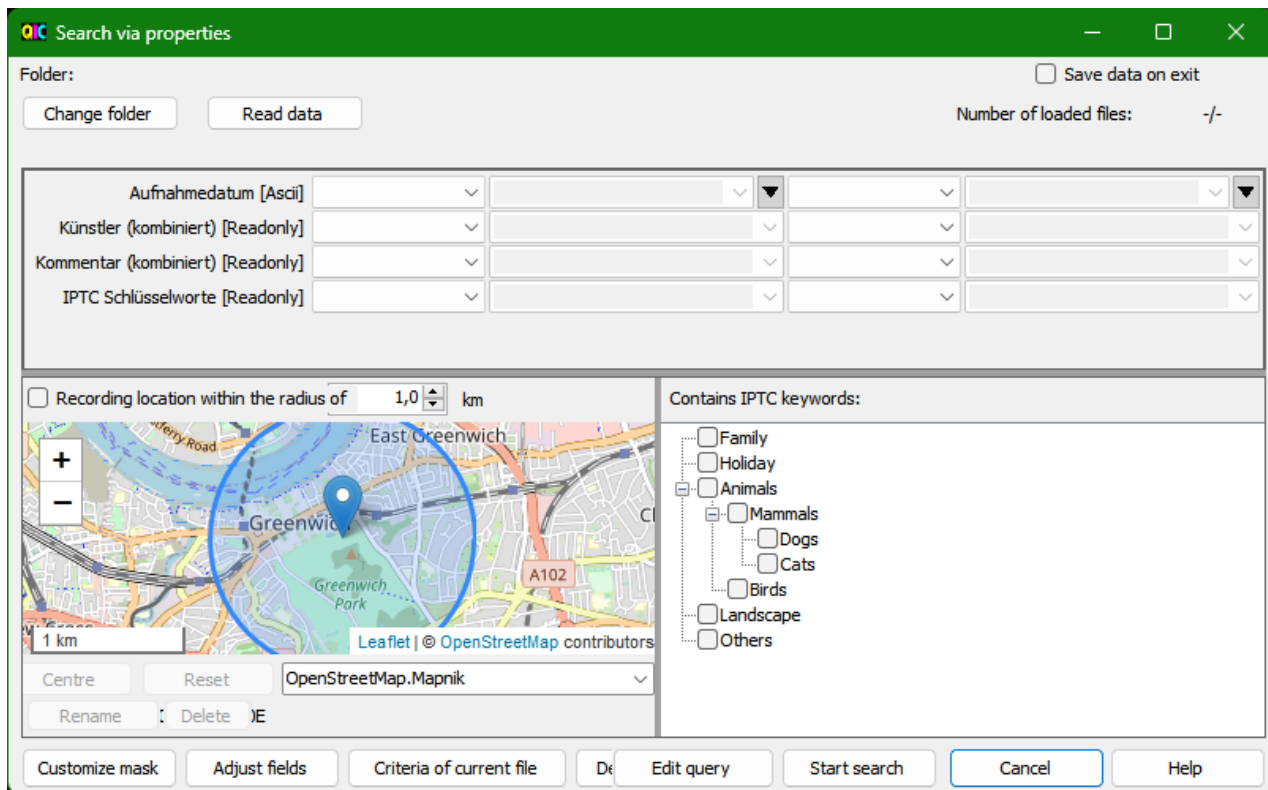 QIC Search via properties
Folder:
Save data on exit
Change folder
Read data
Number of loaded files:
-/-
Aufnahmedatum [Ascii]
Künstler (kombiniert) [Readonly]
Kommentar (kombiniert) [Readonly]
IPTC Schlüsselworte [Readonly]
Recording location within the radius of 1,0 km
Contains IPTC keywords:
+
−
Road
East Greenwich
Greenwich
Greenwich
Park
A102
1 km
Leaflet | © OpenStreetMap contributors
Family
Holiday
Animals
Mammals
Dogs
Cats
Birds
Landscape
Others
Centre
Reset
OpenStreetMap.Mapnik
Rename
Delete
Customize mask
Adjust fields
Criteria of current file
Edit query
Start search
Cancel
Help